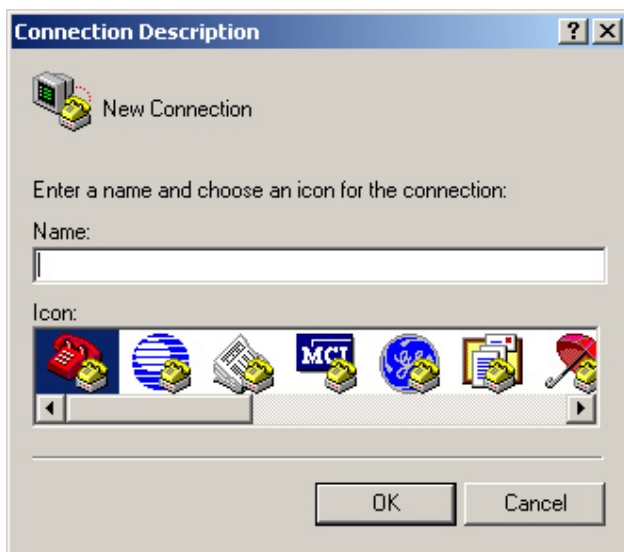 Connection Description
New Connection
Enter a name and choose an icon for the connection:
Name:
Icon:
MCI
OK Cancel